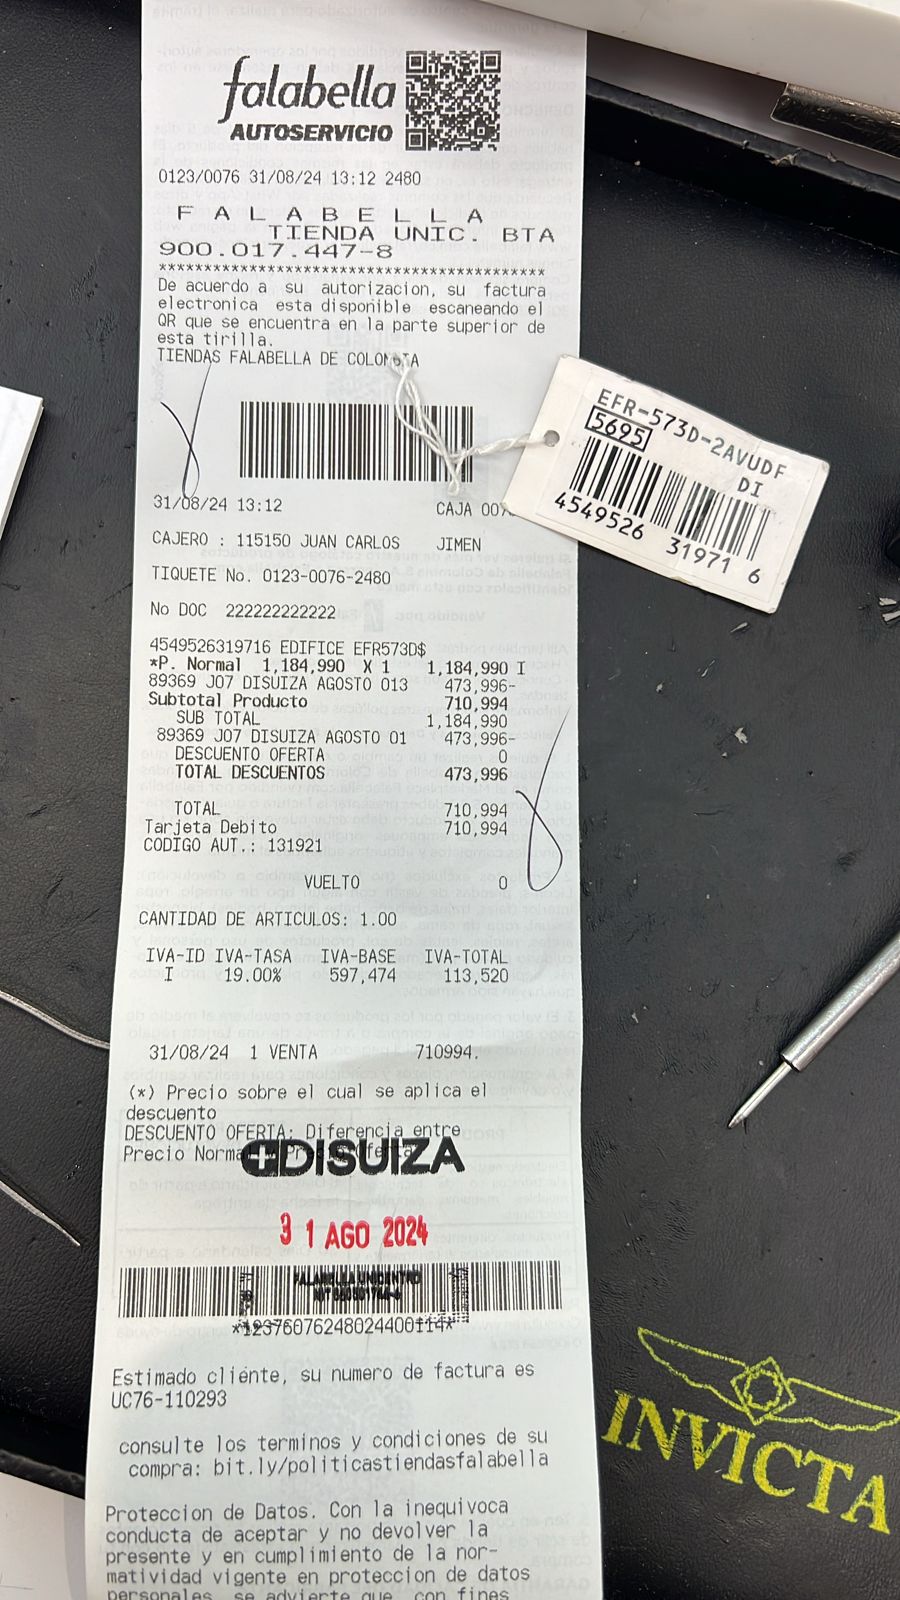 falabella
AUTOSERVICIO
0123/0076 31/08/24 13:12 2480
F A L A B E L L A
TIENDA UNIC. BTA
900.017.447-8
******************************************
De acuerdo a su autorizacion, su factura
electronica esta disponible escaneando el
QR que se encuentra en la parte superior de
esta tirilla.
TIENDAS FALABELLA DE COLOMBIA
31/08/24 13:12 CAJA
CAJERO : 115150 JUAN CARLOS JIMEN
TIQUETE No. 0123-0076-2480
No DOC 222222222222
4549526319716 EDIFICE EFR573D$
*P. Normal 1,184,990 X 1 1,184,990 I
89369 J07 DISUIZA AGOSTO 013 473,996-
Subtotal Producto 710,994
SUB TOTAL 1,184,990
89369 J07 DISUIZA AGOSTO 01 473,996-
DESCUENTO OFERTA 0
TOTAL DESCUENTOS 473,996
TOTAL 710,994
Tarjeta Debito 710,994
CODIGO AUT.: 131921
VUELTO 0
CANTIDAD DE ARTICULOS: 1.00
IVA-ID IVA-TASA IVA-BASE IVA-TOTAL
I 19.00% 597,474 113,520
31/08/24 1 VENTA 710994.
(*) Precio sobre el cual se aplica el
descuento
DESCUENTO OFERTA: Diferencia entre
Precio Normal y Precio Oferta
DISUIZA
31 AGO 2024
FALABELLA UNICENTRO
*12376076248024400114*
Estimado cliente, su numero de factura es
UC76-110293
consulte los terminos y condiciones de su
compra: bit.ly/politicastiendasfalabella
Proteccion de Datos. Con la inequivoca
conducta de aceptar y no devolver la
presente y en cumplimiento de la nor-
matividad vigente en proteccion de datos
personales, se advierte que, con fines
EFR-573D-2AVUDF
5695 DI
4549526 31971 6
INVICTA